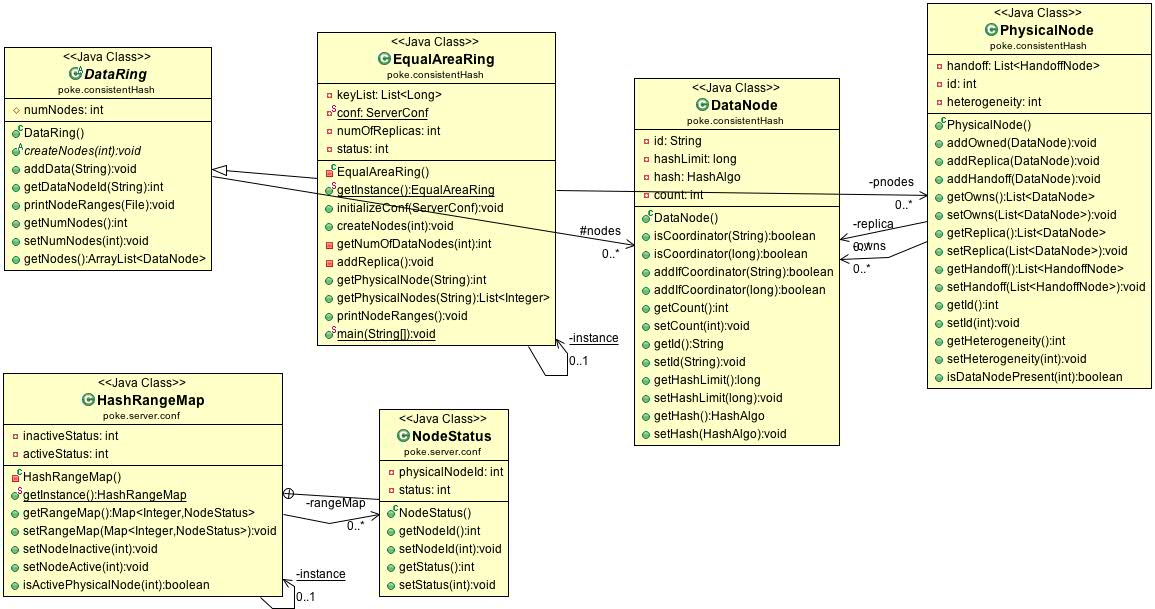 <<Java Class>>
DataRing
poke.consistentHash
numNodes: int
DataRing()
createNodes(int):void
addData(String):void
getDataNodeId(String):int
printNodeRanges(File):void
getNumNodes():int
setNumNodes(int):void
getNodes():ArrayList<DataNode>
<<Java Class>>
EqualAreaRing
poke.consistentHash
keyList: List<Long>
conf: ServerConf
numOfReplicas: int
status: int
EqualAreaRing()
getInstance():EqualAreaRing
initializeConf(ServerConf):void
createNodes(int):void
getNumOfDataNodes(int):int
addReplica():void
getPhysicalNode(String):int
getPhysicalNodes(String):List<Integer>
printNodeRanges():void
main(String[]):void
-instance
0..1
#nodes
0..*
<<Java Class>>
DataNode
poke.consistentHash
id: String
hashLimit: long
hash: HashAlgo
count: int
DataNode()
isCoordinator(String):boolean
isCoordinator(long):boolean
addIfCoordinator(String):boolean
addIfCoordinator(long):boolean
getCount():int
setCount(int):void
getId():String
setId(String):void
getHashLimit():long
setHashLimit(long):void
getHash():HashAlgo
setHash(HashAlgo):void
-pnodes
0..*
-replica
0..*
-owns
0..*
<<Java Class>>
PhysicalNode
poke.consistentHash
handoff: List<HandoffNode>
id: int
heterogeneity: int
PhysicalNode()
addOwned(DataNode):void
addReplica(DataNode):void
addHandoff(DataNode):void
getOwns():List<DataNode>
setOwns(List<DataNode>):void
getReplica():List<DataNode>
setReplica(List<DataNode>):void
getHandoff():List<HandoffNode>
setHandoff(List<HandoffNode>):void
getId():int
setId(int):void
getHeterogeneity():int
setHeterogeneity(int):void
isDataNodePresent(int):boolean
<<Java Class>>
HashRangeMap
poke.server.conf
inactiveStatus: int
activeStatus: int
HashRangeMap()
getInstance():HashRangeMap
getRangeMap():Map<Integer,NodeStatus>
setRangeMap(Map<Integer,NodeStatus>):void
setNodeInactive(int):void
setNodeActive(int):void
isActivePhysicalNode(int):boolean
-instance
0..1
-rangeMap
0..*
<<Java Class>>
NodeStatus
poke.server.conf
physicalNodeId: int
status: int
NodeStatus()
getNodeId():int
setNodeId(int):void
getStatus():int
setStatus(int):void